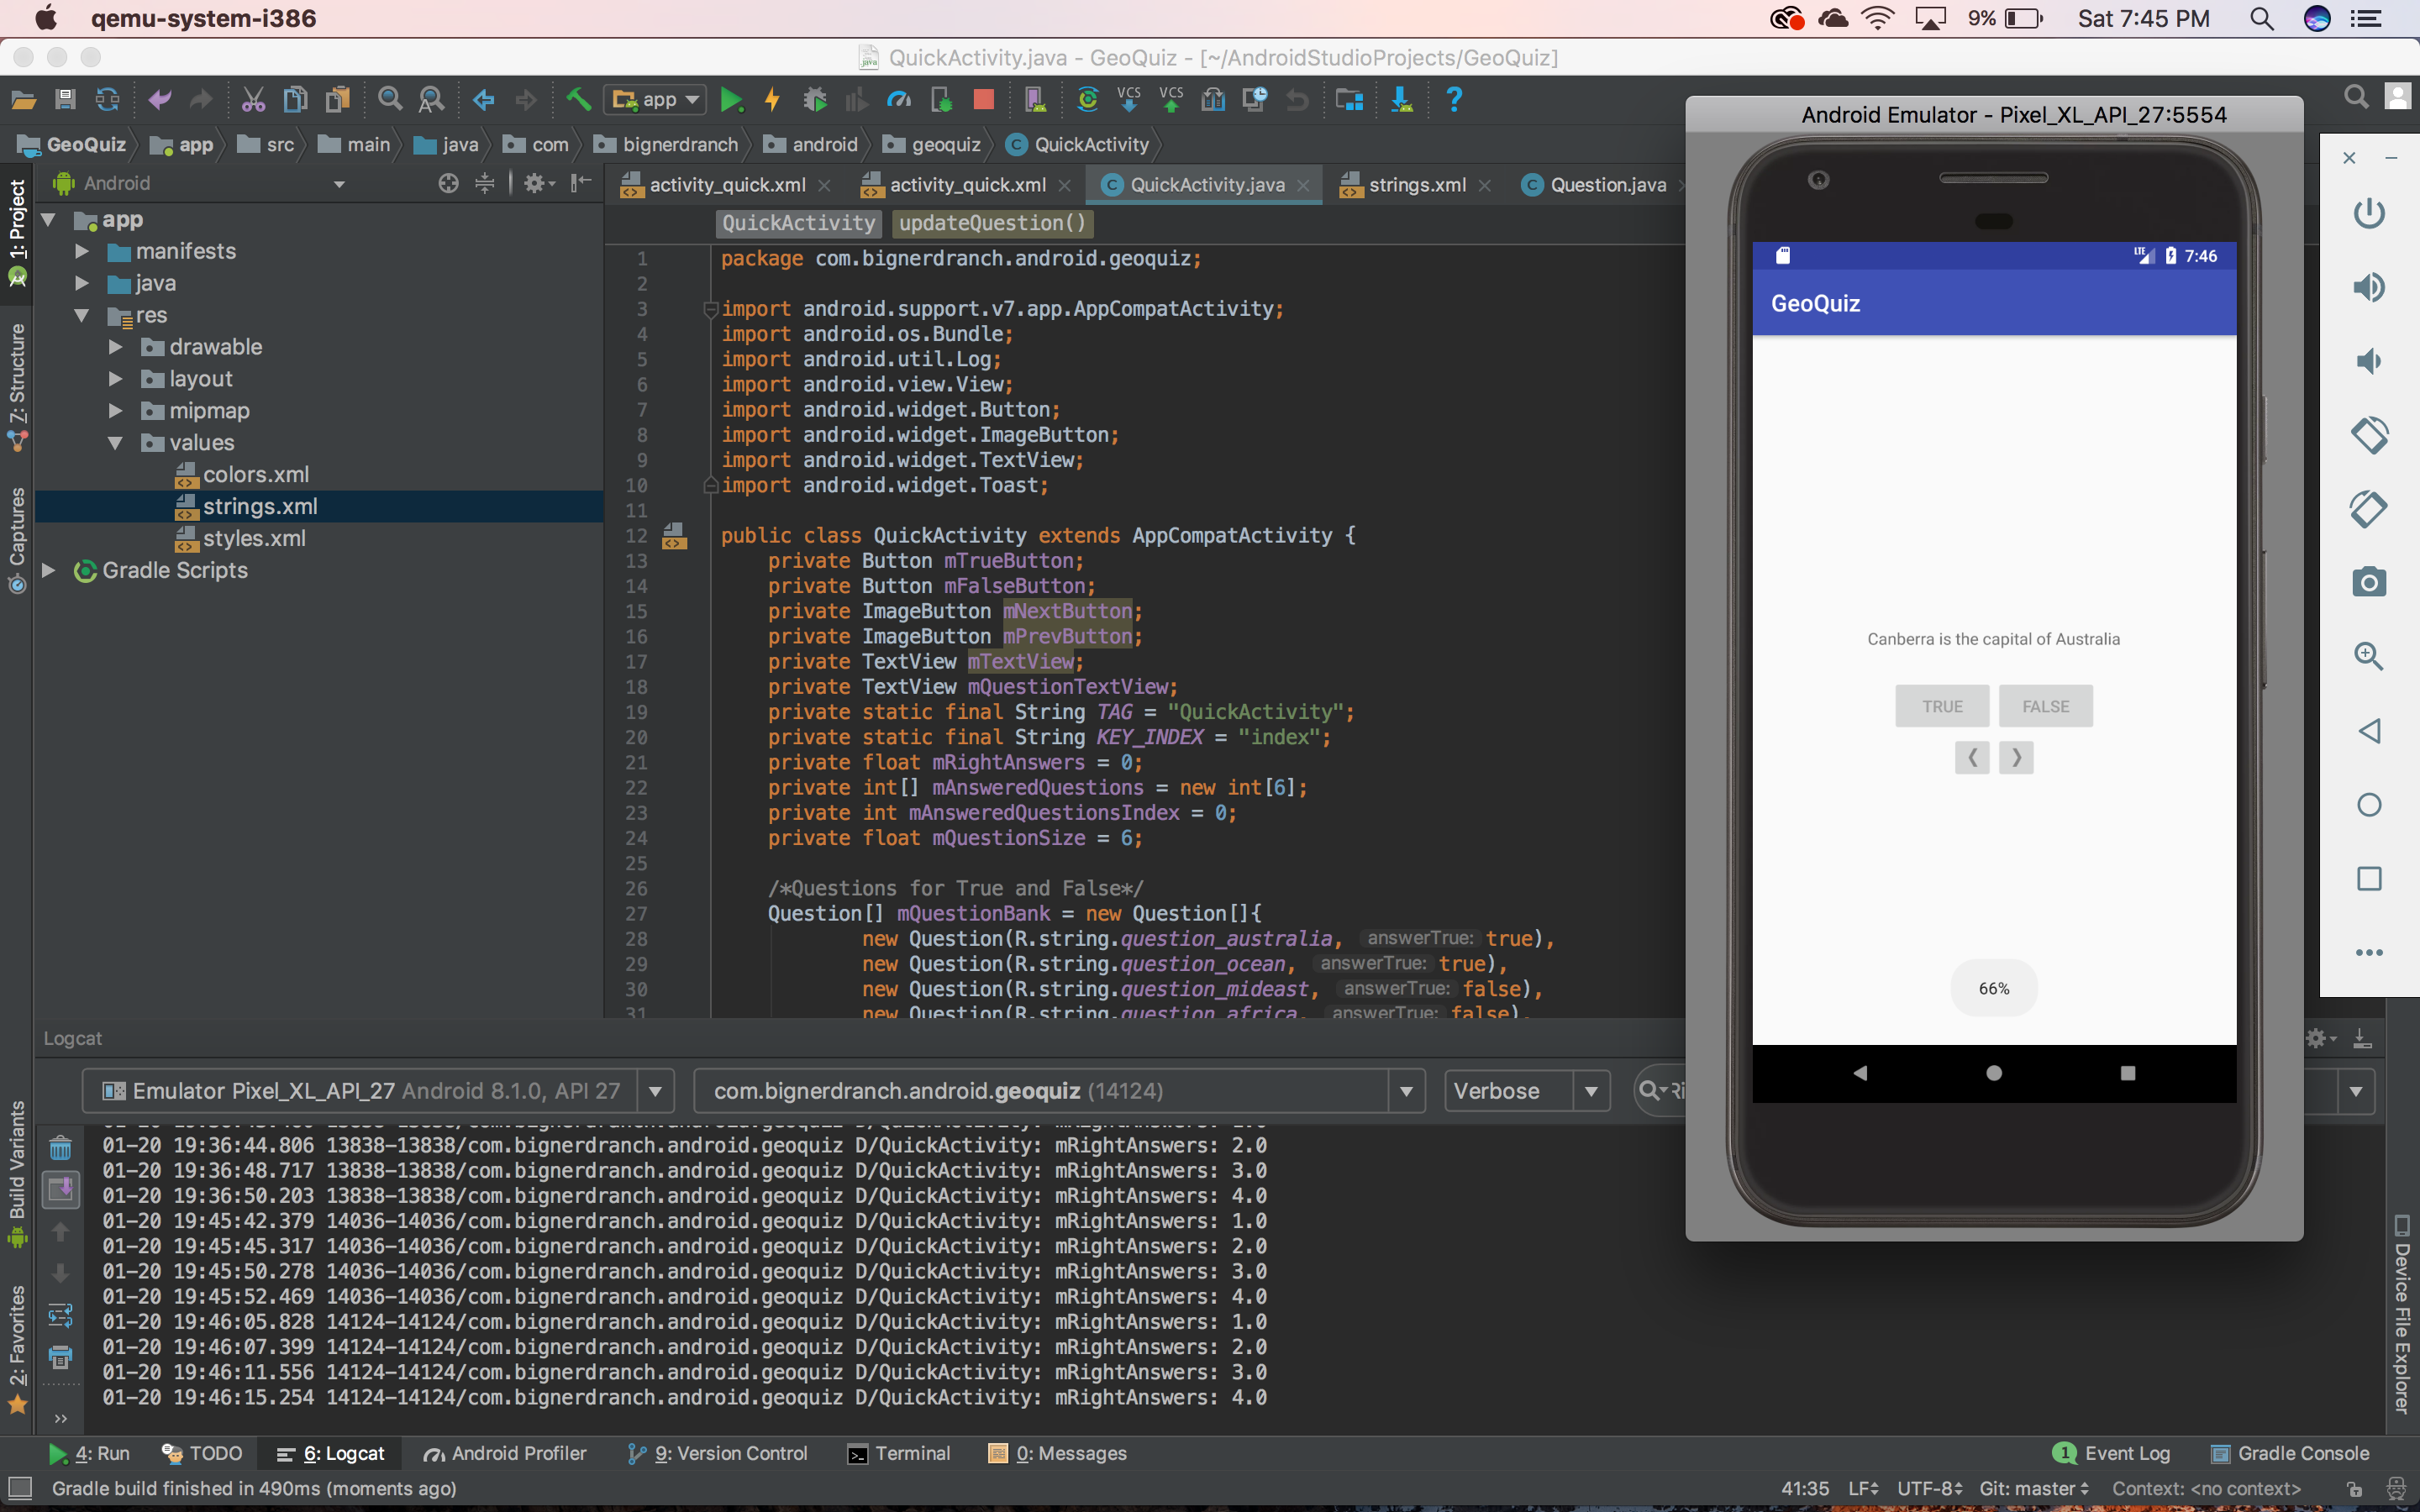 qemu-system-i386
9%
Sat 7:45 PM
QuickActivity.java - GeoQuiz - [~/AndroidStudioProjects/GeoQuiz]
app
VCS
VCS
?
GeoQuiz
app
src
main
java
com
bignerdranch
android
geoquiz
QuickActivity
1: Project
Z: Structure
Captures
Build Variants
2: Favorites
Android
app
manifests
java
res
drawable
layout
mipmap
values
colors.xml
strings.xml
styles.xml
Gradle Scripts
activity_quick.xml
activity_quick.xml
QuickActivity.java
strings.xml
Question.java
QuickActivity updateQuestion()
1 package com.bignerdranch.android.geoquiz;
2
3 import android.support.v7.app.AppCompatActivity;
4 import android.os.Bundle;
5 import android.util.Log;
6 import android.view.View;
7 import android.widget.Button;
8 import android.widget.ImageButton;
9 import android.widget.TextView;
10 import android.widget.Toast;
11
12 public class QuickActivity extends AppCompatActivity {
13 private Button mTrueButton;
14 private Button mFalseButton;
15 private ImageButton mNextButton;
16 private ImageButton mPrevButton;
17 private TextView mTextView;
18 private TextView mQuestionTextView;
19 private static final String TAG = "QuickActivity";
20 private static final String KEY_INDEX = "index";
21 private float mRightAnswers = 0;
22 private int[] mAnsweredQuestions = new int[6];
23 private int mAnsweredQuestionsIndex = 0;
24 private float mQuestionSize = 6;
25
26 /*Questions for True and False*/
27 Question[] mQuestionBank = new Question[]{
28 new Question(R.string.question_australia, answerTrue: true),
29 new Question(R.string.question_ocean, answerTrue: true),
30 new Question(R.string.question_mideast, answerTrue: false),
31 new Question(R.string.question_africa, answerTrue: false),
Android Emulator - Pixel_XL_API_27:5554
LTE
7:46
GeoQuiz
Canberra is the capital of Australia
TRUE
FALSE
66%
Logcat
Emulator Pixel_XL_API_27 Android 8.1.0, API 27
com.bignerdranch.android.geoquiz (14124)
Verbose
01-20 19:36:44.806 13838-13838/com.bignerdranch.android.geoquiz D/QuickActivity: mRightAnswers: 2.0
01-20 19:36:48.717 13838-13838/com.bignerdranch.android.geoquiz D/QuickActivity: mRightAnswers: 3.0
01-20 19:36:50.203 13838-13838/com.bignerdranch.android.geoquiz D/QuickActivity: mRightAnswers: 4.0
01-20 19:45:42.379 14036-14036/com.bignerdranch.android.geoquiz D/QuickActivity: mRightAnswers: 1.0
01-20 19:45:45.317 14036-14036/com.bignerdranch.android.geoquiz D/QuickActivity: mRightAnswers: 2.0
01-20 19:45:50.278 14036-14036/com.bignerdranch.android.geoquiz D/QuickActivity: mRightAnswers: 3.0
01-20 19:45:52.469 14036-14036/com.bignerdranch.android.geoquiz D/QuickActivity: mRightAnswers: 4.0
01-20 19:46:05.828 14124-14124/com.bignerdranch.android.geoquiz D/QuickActivity: mRightAnswers: 1.0
01-20 19:46:07.399 14124-14124/com.bignerdranch.android.geoquiz D/QuickActivity: mRightAnswers: 2.0
01-20 19:46:11.556 14124-14124/com.bignerdranch.android.geoquiz D/QuickActivity: mRightAnswers: 3.0
01-20 19:46:15.254 14124-14124/com.bignerdranch.android.geoquiz D/QuickActivity: mRightAnswers: 4.0
Device File Explorer
4: Run
TODO
6: Logcat
Android Profiler
9: Version Control
Terminal
0: Messages
1 Event Log
Gradle Console
Gradle build finished in 490ms (moments ago)
41:35
LF
UTF-8
Git: master
Context: <no context>